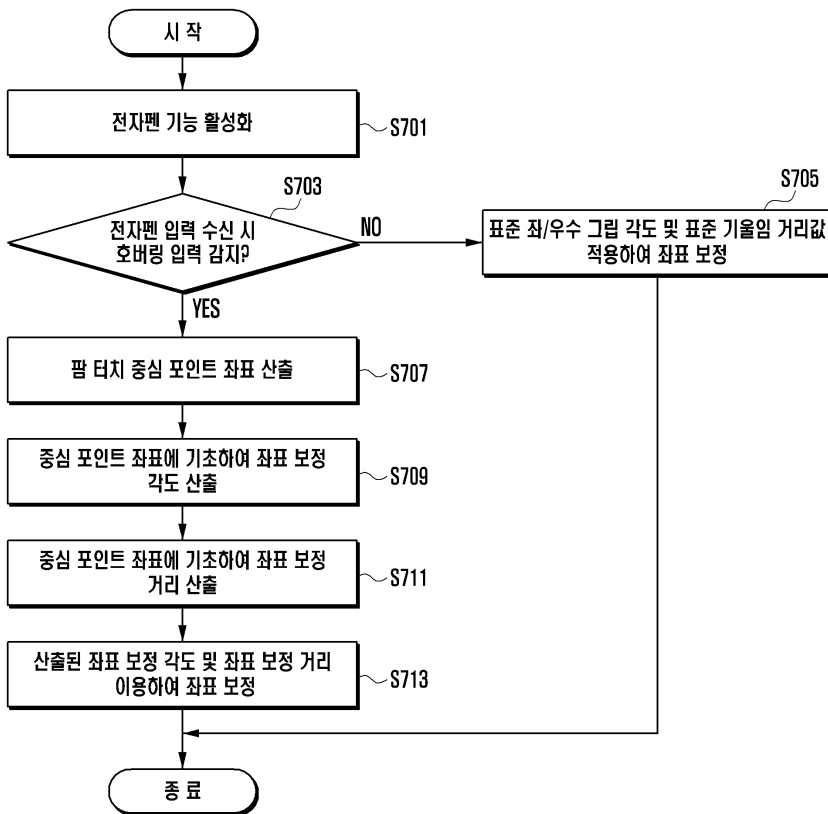 시 작
전자펜 기능 활성화
S701
S703
전자펜 입력 수신 시
호버링 입력 감지?
NO
YES
S705
표준 좌/우수 그립 각도 및 표준 기울임 거리값
적용하여 좌표 보정
팜 터치 중심 포인트 좌표 산출
S707
중심 포인트 좌표에 기초하여 좌표 보정
각도 산출
S709
중심 포인트 좌표에 기초하여 좌표 보정
거리 산출
S711
산출된 좌표 보정 각도 및 좌표 보정 거리
이용하여 좌표 보정
S713
종 료